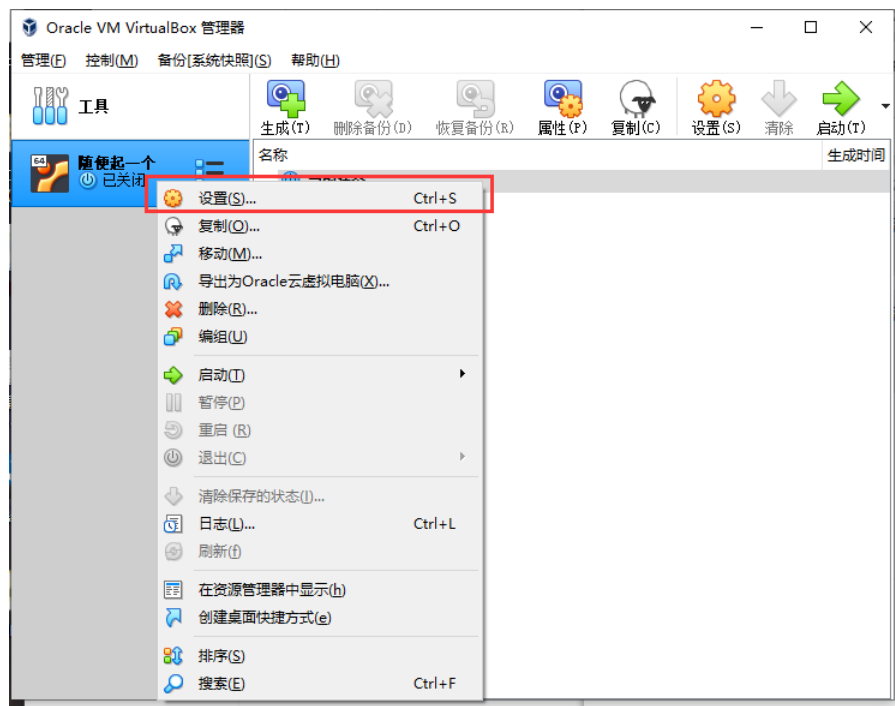 Oracle VM VirtualBox 管理器
管理(F) 控制(M) 备份[系统快照](S) 帮助(H)
工具
生成(T) 删除备份(D) 恢复备份(R) 属性(P) 复制(C) 设置(S) 清除 启动(T)
名称 生成时间
64 随便起一个
已关闭
设置(S)... Ctrl+S
复制(O)... Ctrl+O
移动(M)...
导出为Oracle云虚拟电脑(X)...
删除(R)...
编组(U)
启动(T)
暂停(P)
重启 (R)
退出(C)
清除保存的状态(I)...
日志(L)... Ctrl+L
刷新(f)
在资源管理器中显示(h)
创建桌面快捷方式(e)
排序(S)
搜索(E) Ctrl+F